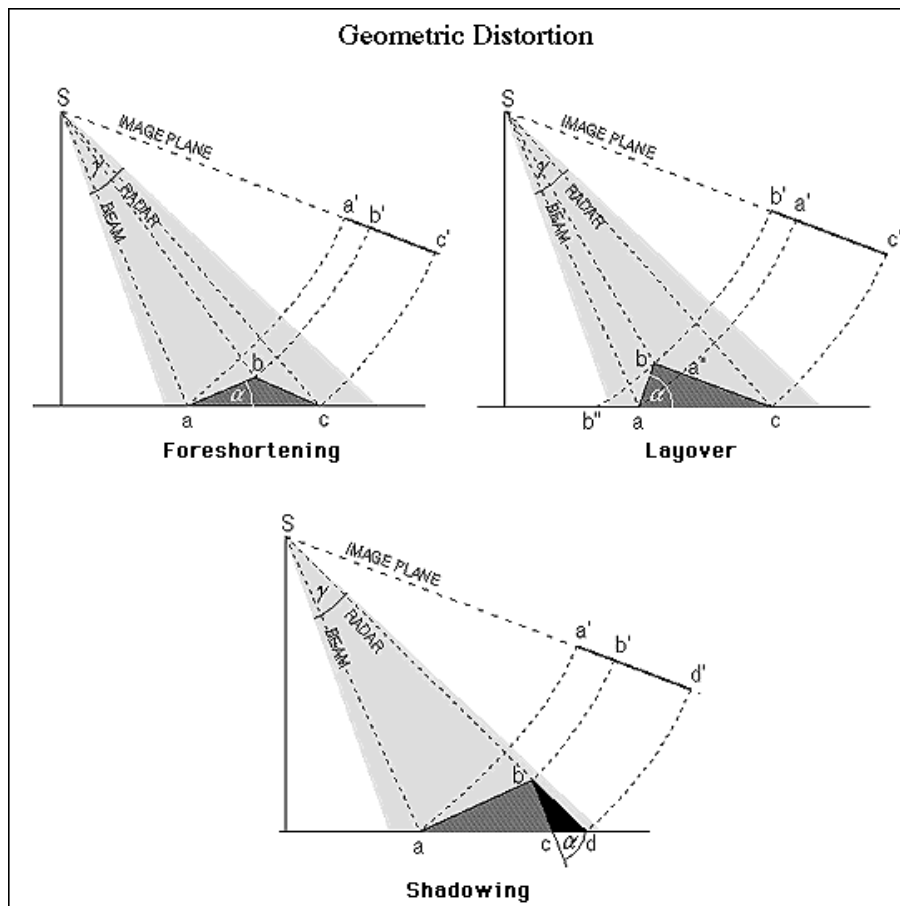 Geometric Distortion
S
IMAGE PLANE
γ
RADAR
BEAM
a'
b'
c'
b
α
a
c
Foreshortening
S
IMAGE PLANE
γ
RADAR
BEAM
b'
a'
c'
b
a"
α
b"
a
c
Layover
S
IMAGE PLANE
γ
RADAR
BEAM
a'
b'
d'
b
a
c
α
d
Shadowing